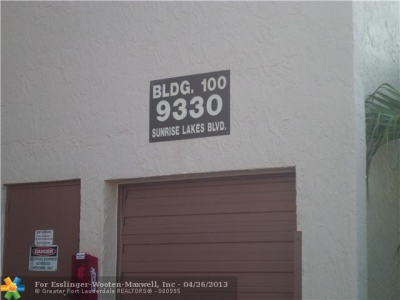 BLDG. 100
9330
SUNRISE LAKES BLVD.
DANGER
For Esslinger-Wooten-Maxwell, Inc - 04/26/2013
© Greater Fort Lauderdale REALTORS® - 900995